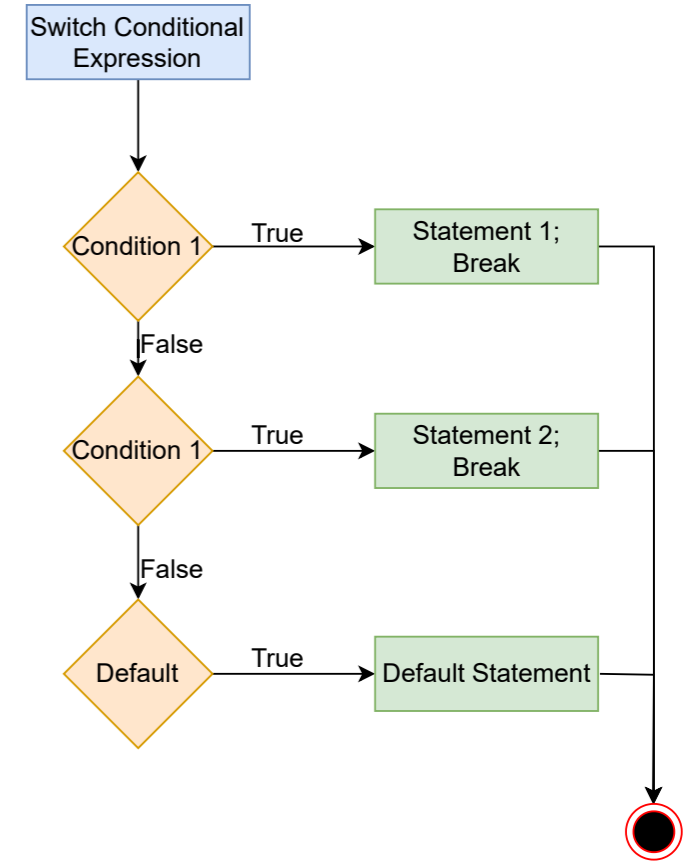 Switch Conditional
Expression
Condition 1
True
Statement 1;
Break
False
Condition 1
True
Statement 2;
Break
False
Default
True
Default Statement